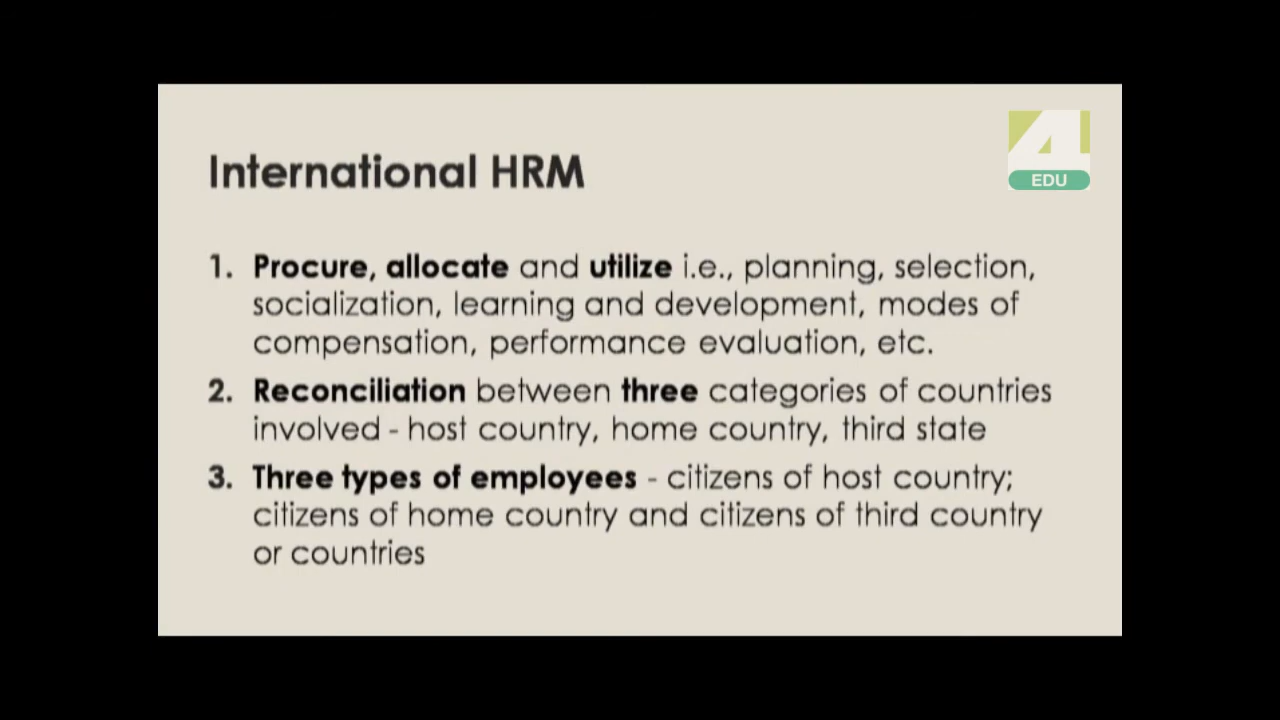 4
EDU
International HRM
1. Procure, allocate and utilize i.e., planning, selection,
socialization, learning and development, modes of
compensation, performance evaluation, etc.
2. Reconciliation between three categories of countries
involved - host country, home country, third state
3. Three types of employees - citizens of host country;
citizens of home country and citizens of third country
or countries